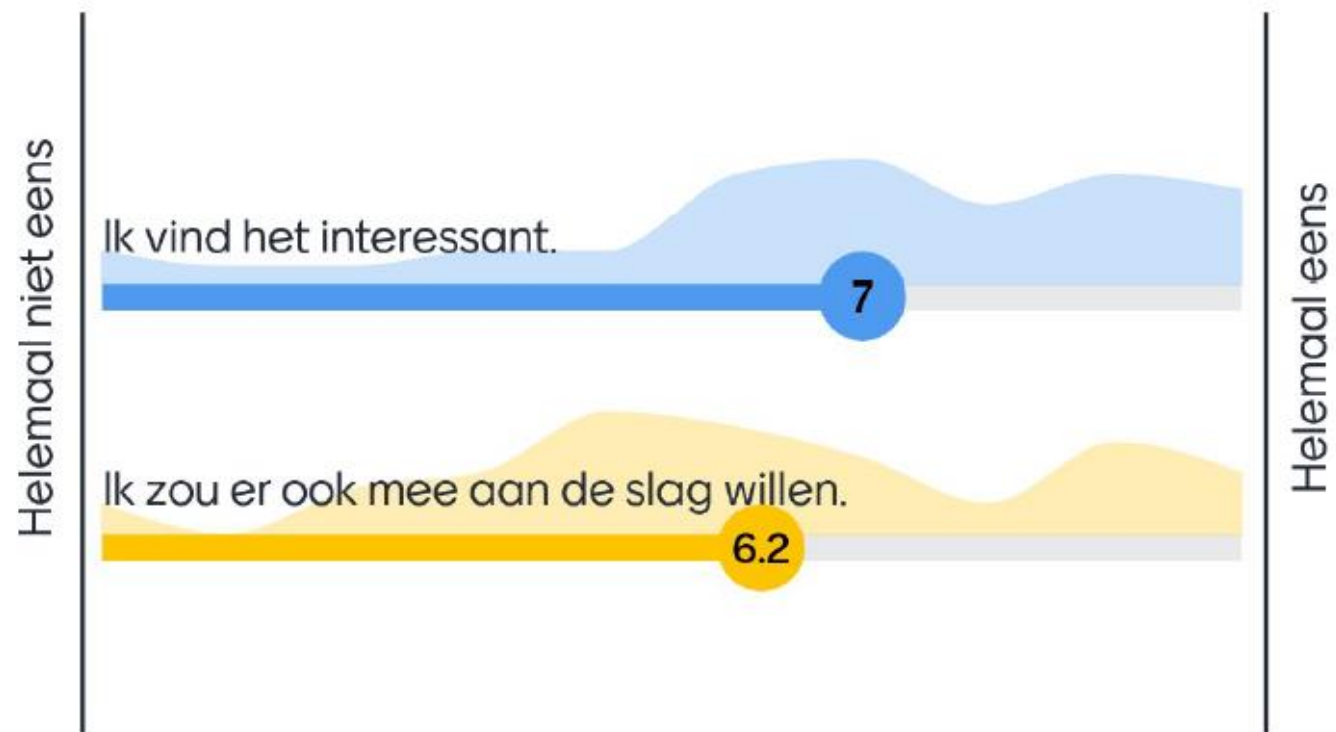 Helemaal niet eens
Ik vind het interessant.
7
Ik zou er ook mee aan de slag willen.
6.2
Helemaal eens